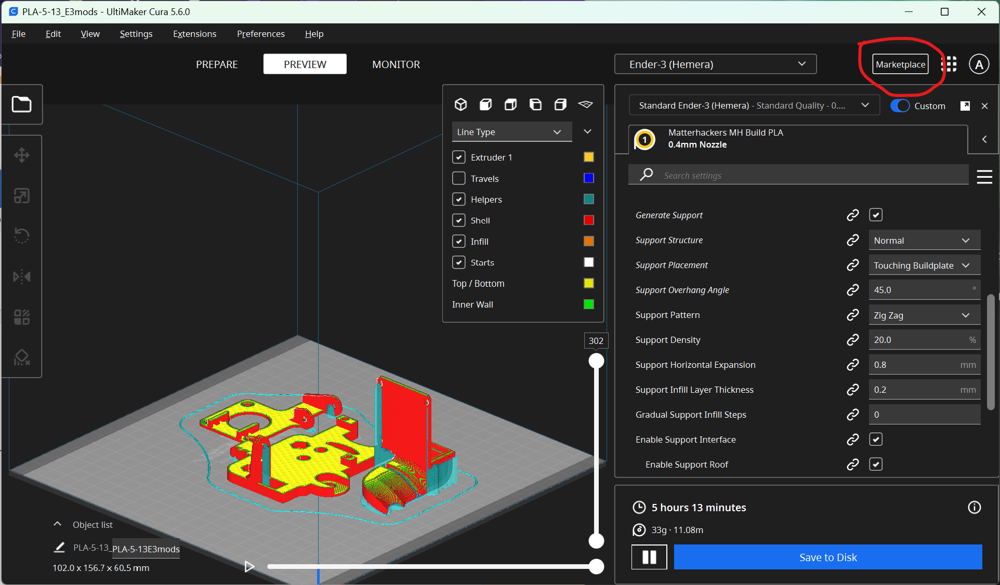 PLA-5-13_E3mods - UltiMaker Cura 5.6.0
File Edit View Settings Extensions Preferences Help
PREPARE PREVIEW MONITOR Ender-3 (Hemera) Marketplace A
Standard Ender-3 (Hemera) - Standard Quality - 0.... Custom
Line Type
Extruder 1
Travels
Helpers
Shell
Infill
Starts
Top / Bottom
Inner Wall
302
1
Matterhackers MH Build PLA
0.4mm Nozzle
Search settings
Generate Support
Support Structure Normal
Support Placement Touching Buildplate
Support Overhang Angle 45.0 °
Support Pattern Zig Zag
Support Density 20.0 %
Support Horizontal Expansion 0.8 mm
Support Infill Layer Thickness 0.2 mm
Gradual Support Infill Steps 0
Enable Support Interface
Enable Support Roof
Object list
PLA-5-13_ PLA-5-13E3mods
102.0 x 156.7 x 60.5 mm
5 hours 13 minutes
33g · 11.08m
Save to Disk